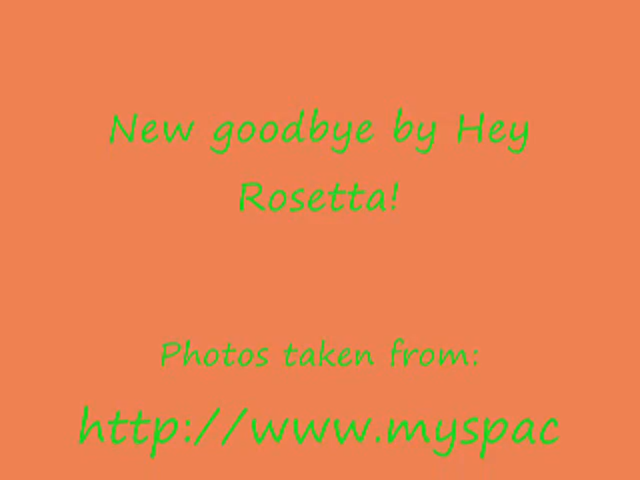 New goodbye by Hey
Rosetta!
Photos taken from:
http://www.myspac